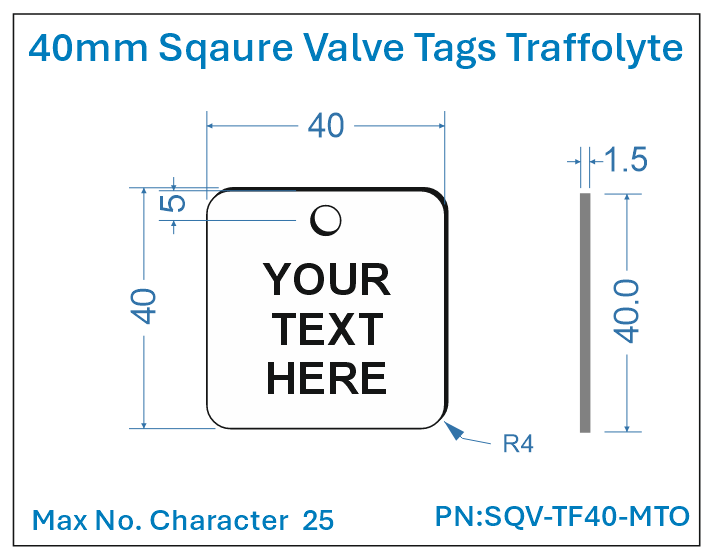 40mm Sqaure Valve Tags Traffolyte
40
1.5
5
YOUR
TEXT
HERE
40
40.0
R4
Max No. Character 25
PN:SQV-TF40-MTO